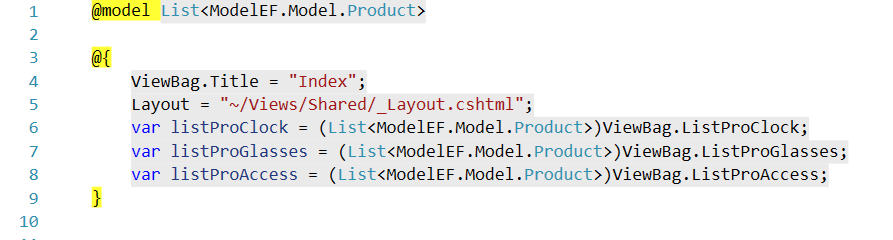 1 @model List<ModelEF.Model.Product>
2
3 @{
4 ViewBag.Title = "Index";
5 Layout = "~/Views/Shared/_Layout.cshtml";
6 var listProClock = (List<ModelEF.Model.Product>)ViewBag.ListProClock;
7 var listProGlasses = (List<ModelEF.Model.Product>)ViewBag.ListProGlasses;
8 var listProAccess = (List<ModelEF.Model.Product>)ViewBag.ListProAccess;
9 }
10